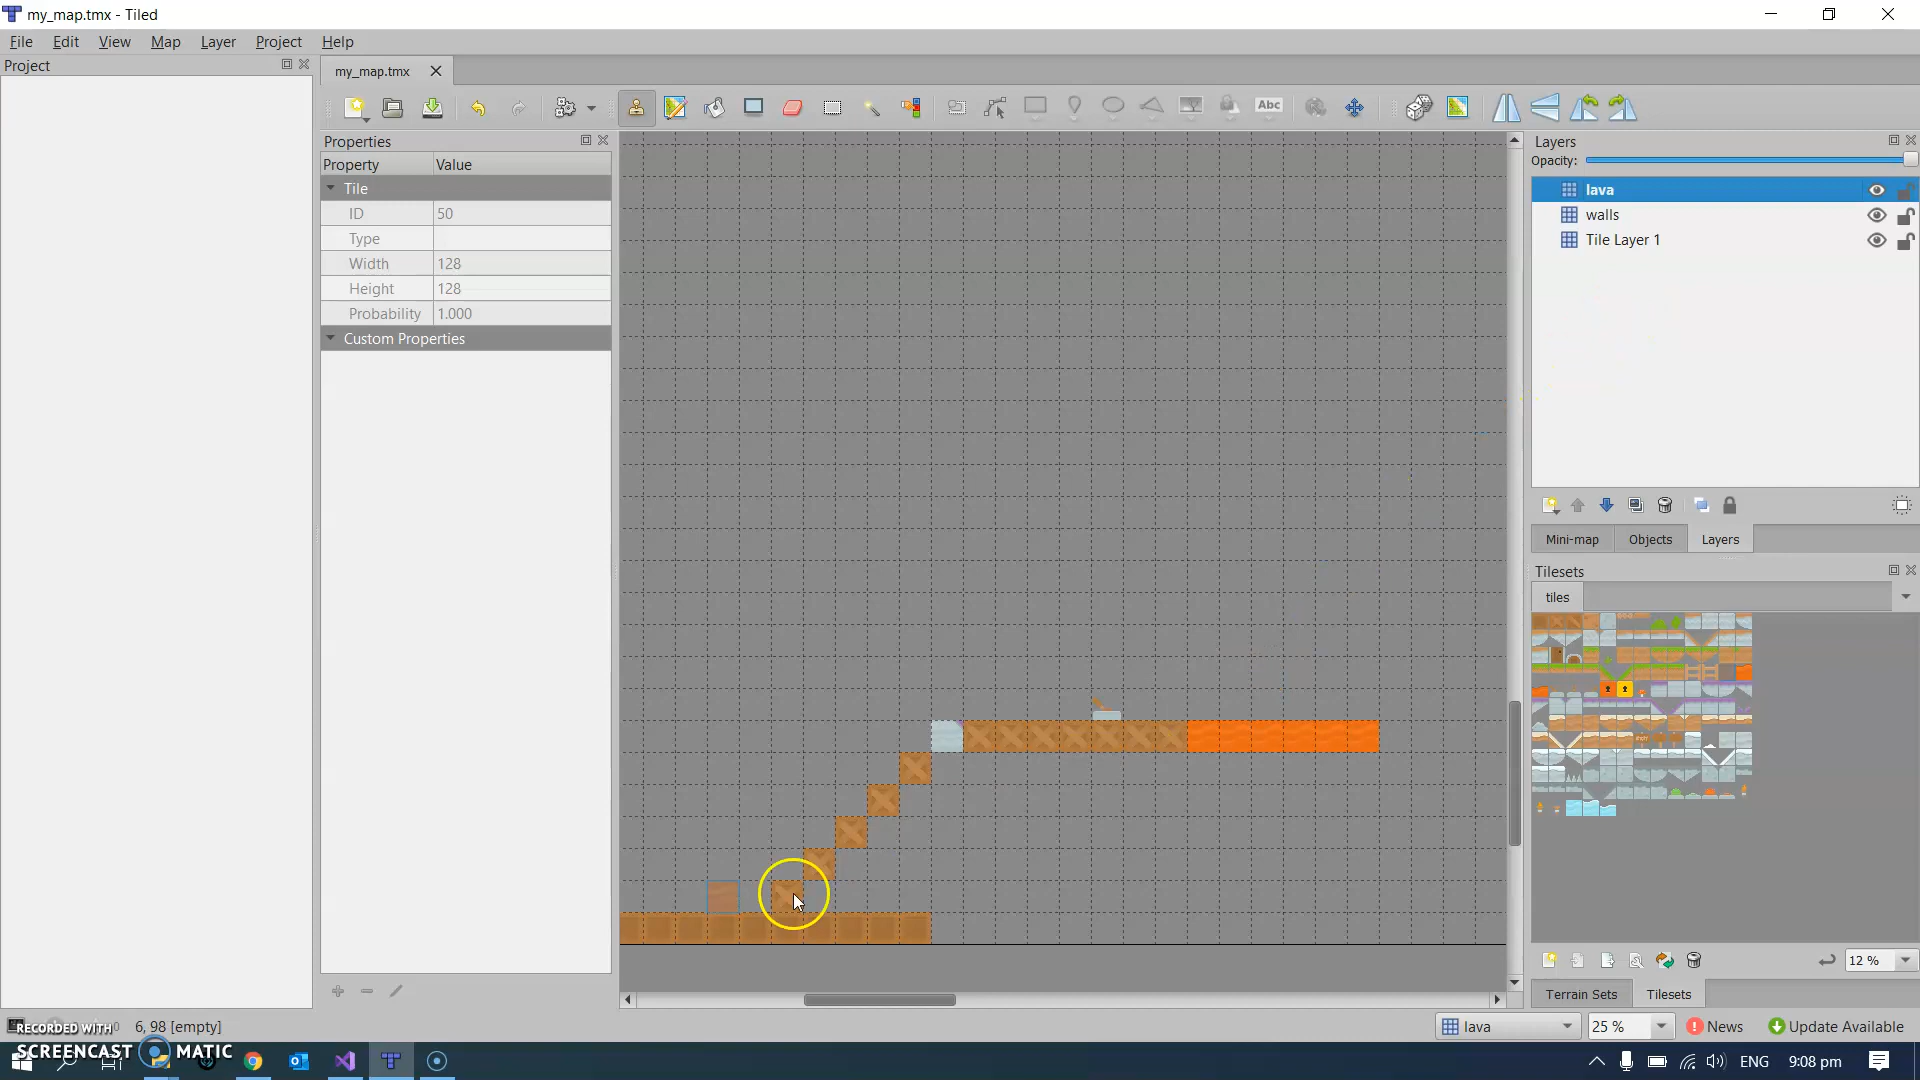 my_map.tmx - Tiled
File Edit View Map Layer Project Help
Project
my_map.tmx
Abc
Properties
Property Value
Tile
ID 50
Type
Width 128
Height 128
Probability 1.000
Custom Properties
Layers
Opacity:
lava
walls
Tile Layer 1
Mini-map Objects Layers
Tilesets
tiles
12 %
Terrain Sets Tilesets
6, 98 [empty]
lava
25 %
News
Update Available
RECORDED WITH
SCREENCAST MATIC
ENG
9:08 pm